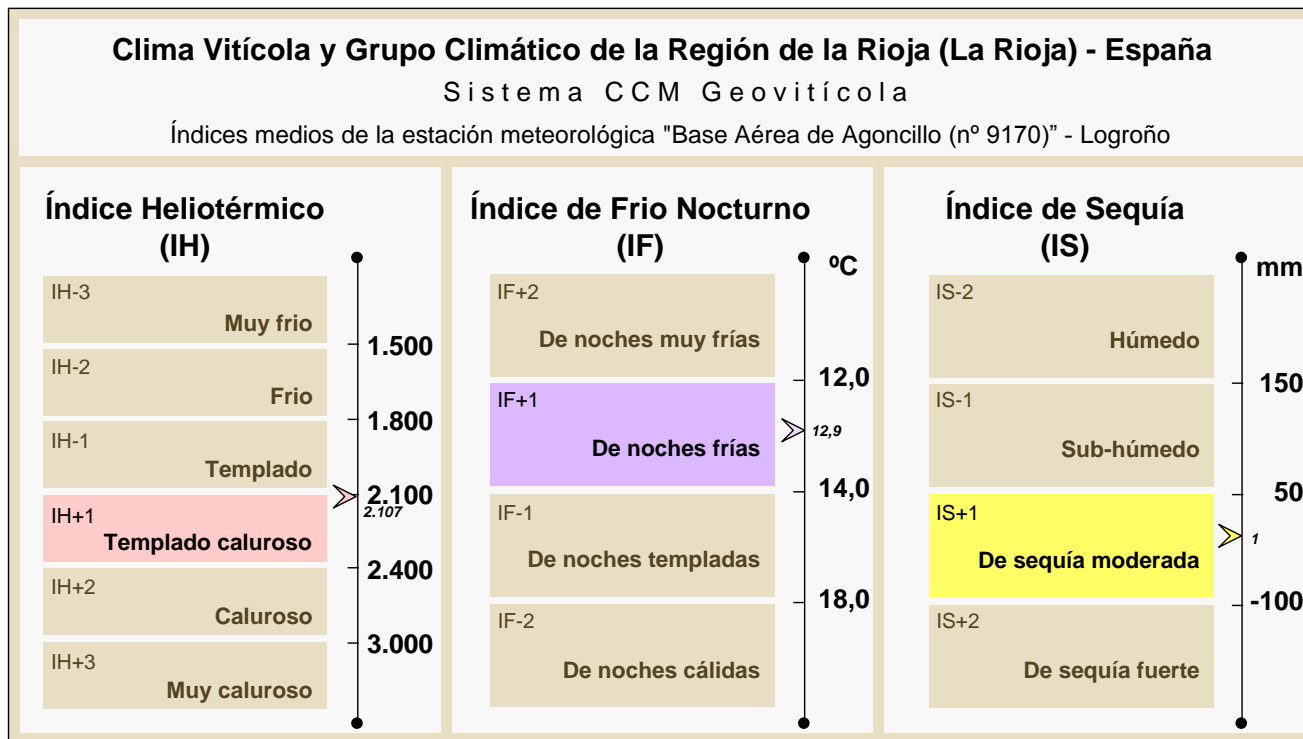 Clima Vitícola y Grupo Climático de la Región de la Rioja (La Rioja) - España
Sistema CCM Geovitícola
Índices medios de la estación meteorológica "Base Aérea de Agoncillo (nº 9170)” - Logroño
Índice Heliotérmico
(IH)
IH-3
Muy frio
1.500
IH-2
Frio
1.800
IH-1
Templado
2.100
2.107
IH+1
Templado caluroso
2.400
IH+2
Caluroso
3.000
IH+3
Muy caluroso
Índice de Frio Nocturno
(IF)
ºC
IF+2
De noches muy frías
12,0
IF+1
De noches frías
12,9
14,0
IF-1
De noches templadas
18,0
IF-2
De noches cálidas
Índice de Sequía
(IS)
mm
IS-2
Húmedo
150
IS-1
Sub-húmedo
50
IS+1
De sequía moderada
1
-100
IS+2
De sequía fuerte